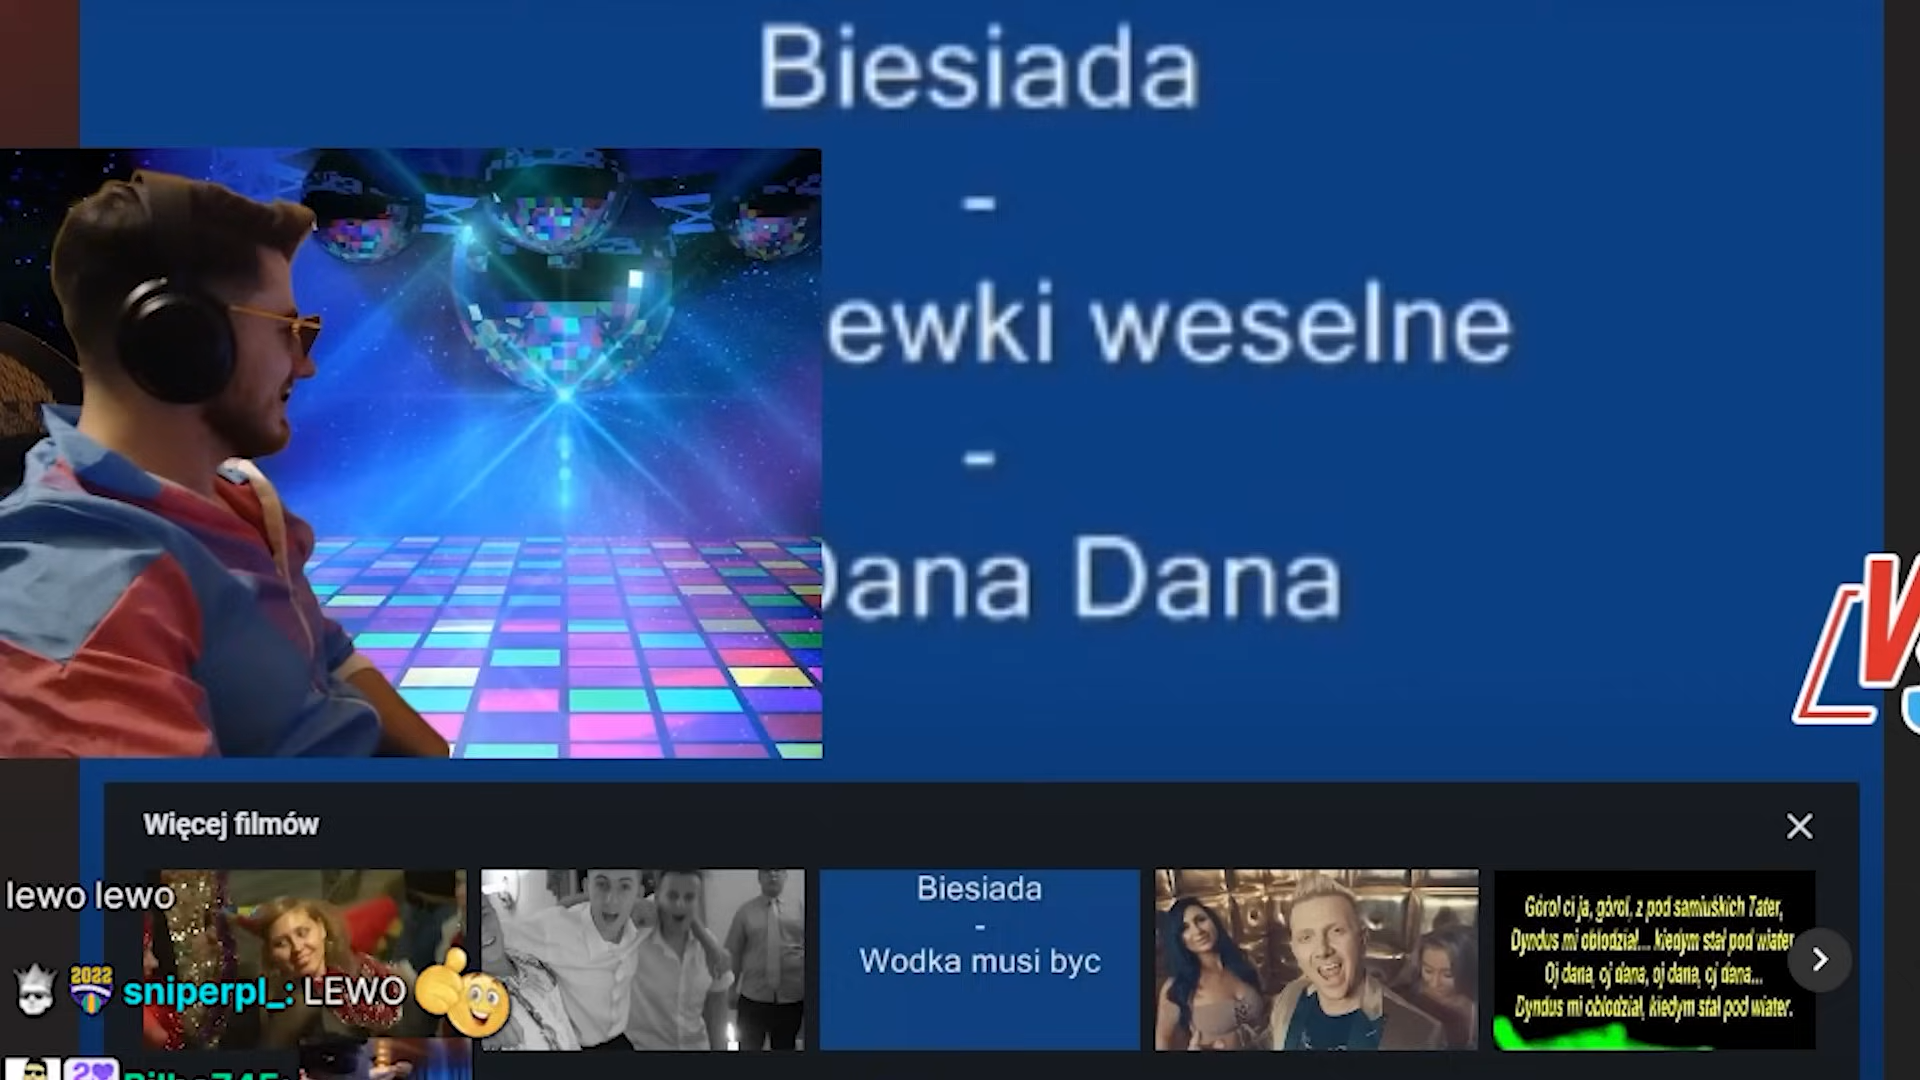 Biesiada
-
ewki weselne
-
Dana Dana
Więcej filmów
lewo lewo
2022
sniperpl_: LEWO
Biesiada
-
Wodka musi byc
Górol ci ja, górol, z pod samiuśkich Tater,
Dyndus mi obłodział... kiedym stał pod wiater
Oj dana, oj dana, oj dana, oj dana...
Dyndus mi obłodział, kiedym stał pod wiater.